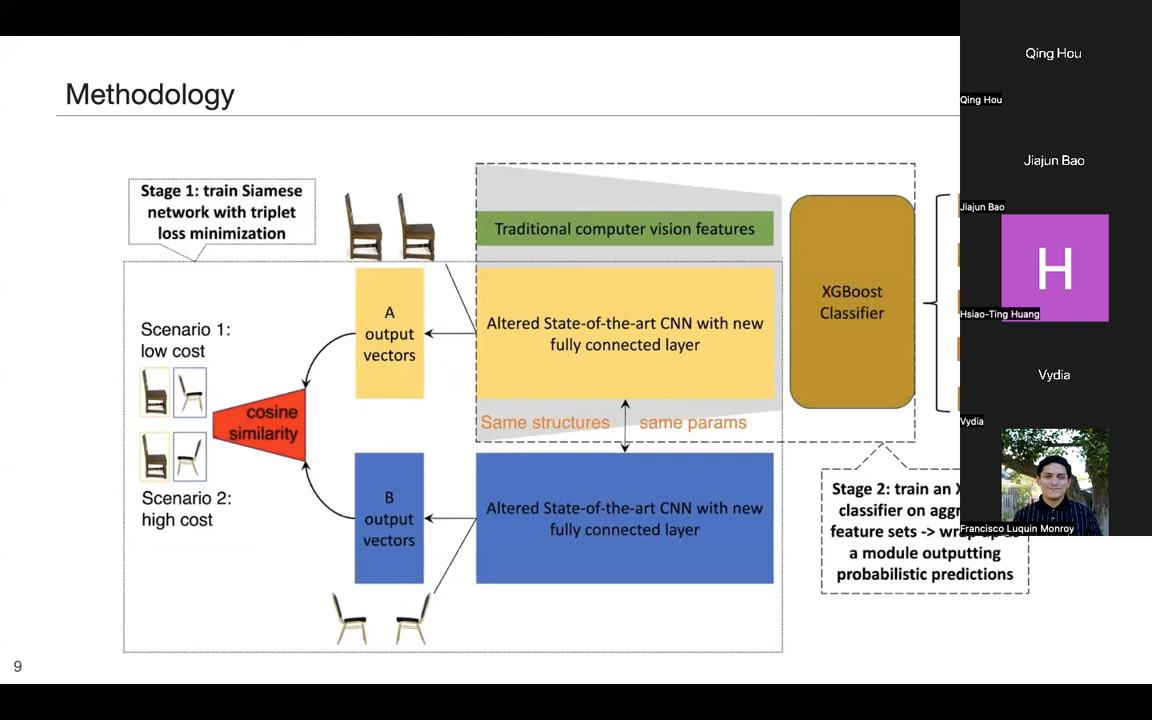 Methodology
Stage 1: train Siamese
network with triplet
loss minimization
Traditional computer vision features
XGBoost
Classifier
A
output
vectors
Altered State-of-the-art CNN with new
fully connected layer
Scenario 1:
low cost
cosine
similarity
Same structures
same params
Scenario 2:
high cost
B
output
vectors
Altered State-of-the-art CNN with new
fully connected layer
Stage 2: train an
classifier on
feature sets ->
a module outputting
probabilistic predictions
9
Qing Hou
Qing Hou
Jiajun Bao
Jiajun Bao
H
Hsiao-Ting Huang
Vydia
Vydia
Francisco Luquin Monroy